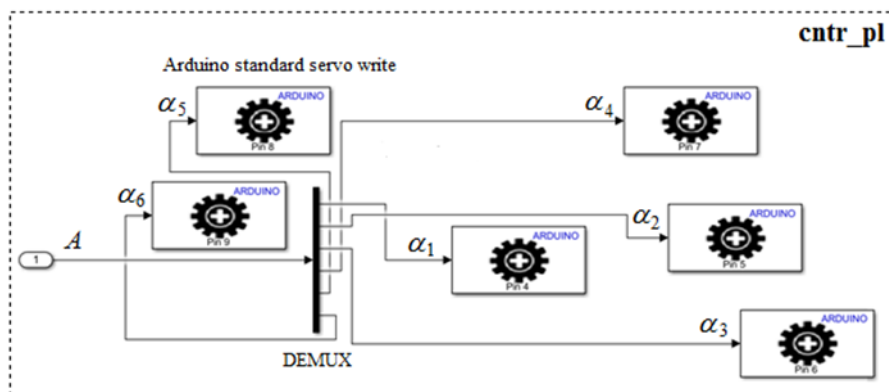 cntr_pl
Arduino standard servo write
α5
ARDUINO
Pin 8
α4
ARDUINO
Pin 7
α6
ARDUINO
Pin 9
A
1
α1
ARDUINO
Pin 4
α2
ARDUINO
Pin 5
α3
ARDUINO
Pin 6
DEMUX